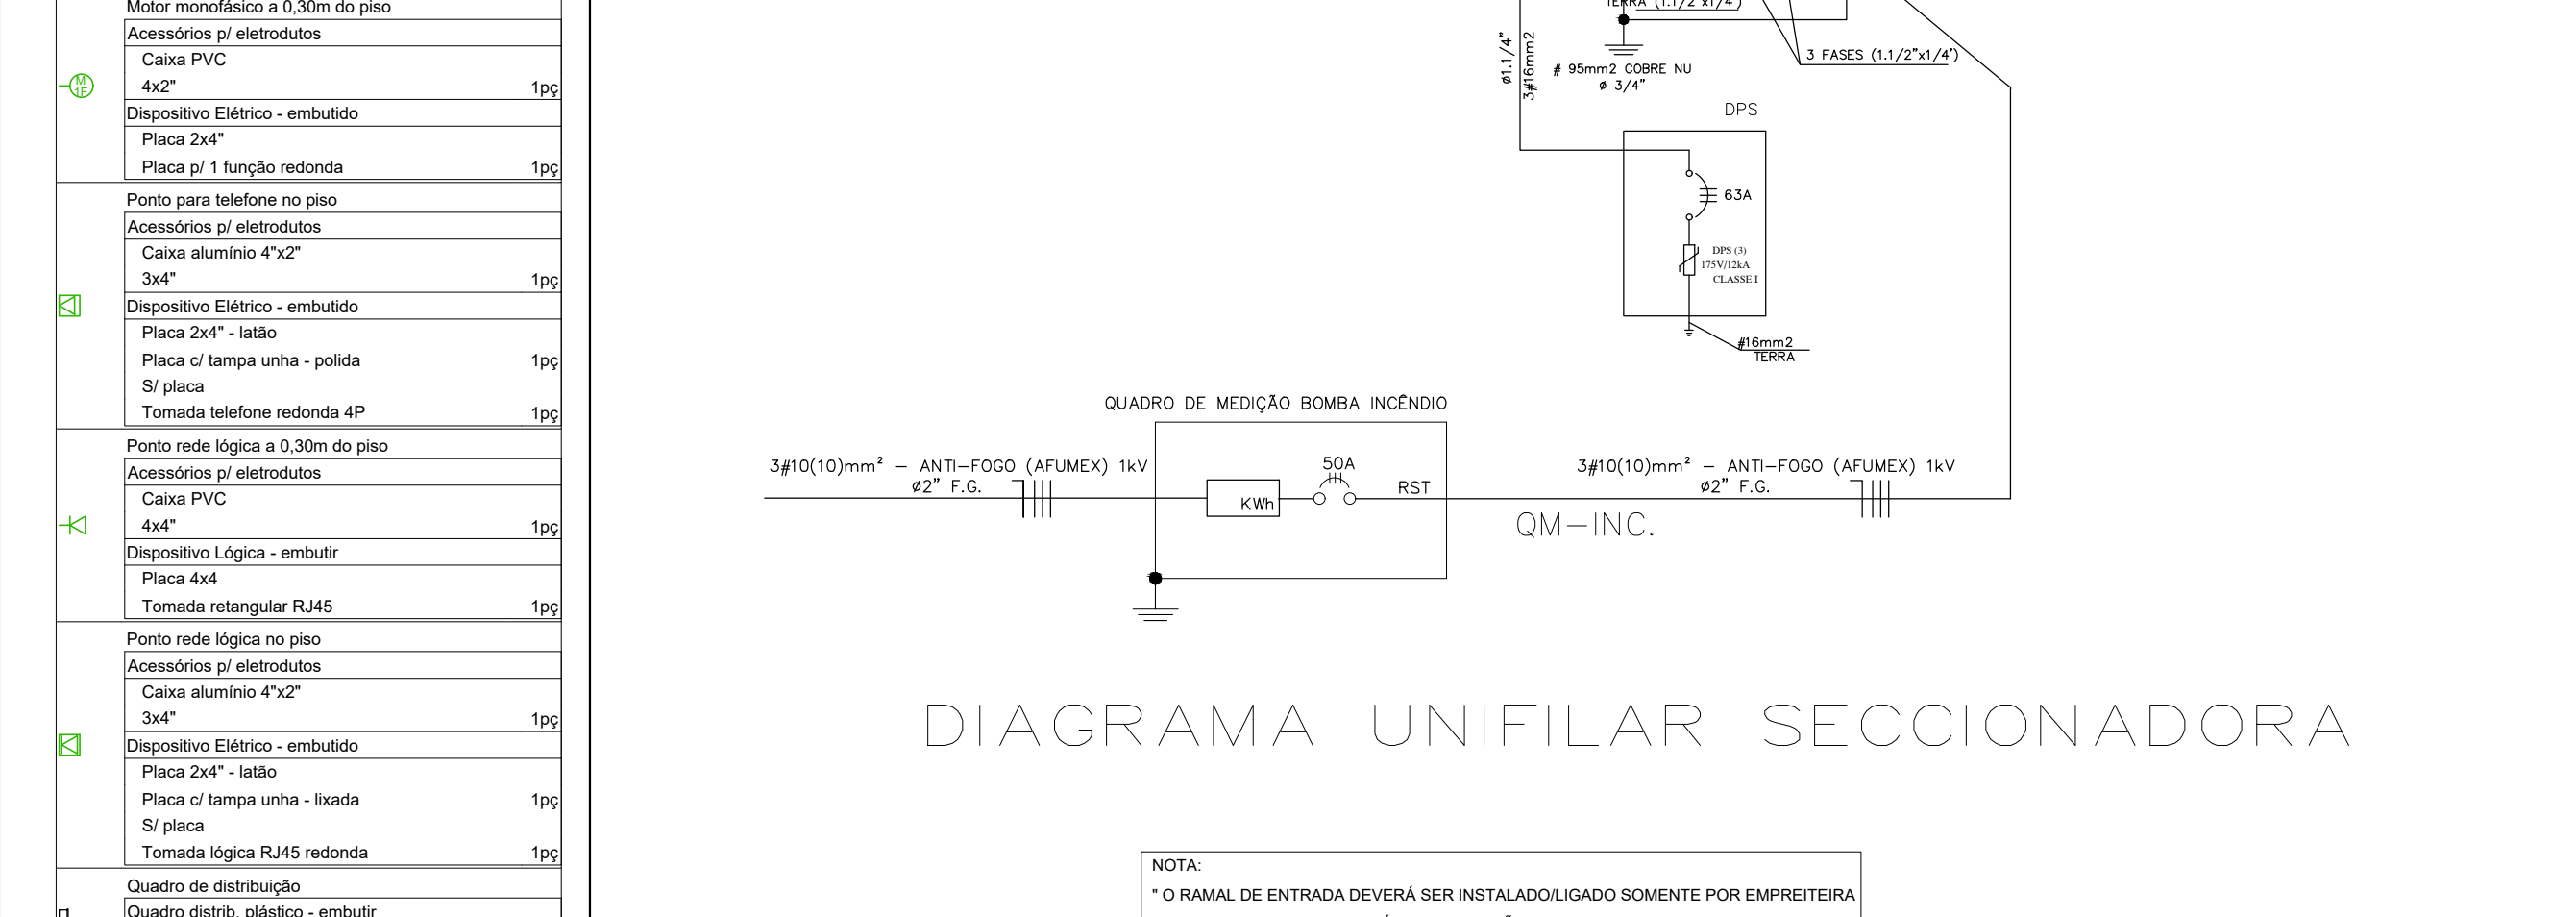 Motor monofásico a 0,30m do piso
Acessórios p/ eletrodutos
Caixa PVC
4x2" 1pç
M
1F
Dispositivo Elétrico - embutido
Placa 2x4"
Placa p/ 1 função redonda 1pç
Ponto para telefone no piso
Acessórios p/ eletrodutos
Caixa alumínio 4"x2"
3x4" 1pç
Dispositivo Elétrico - embutido
Placa 2x4" - latão
Placa c/ tampa unha - polida 1pç
S/ placa
Tomada telefone redonda 4P 1pç
Ponto rede lógica a 0,30m do piso
Acessórios p/ eletrodutos
Caixa PVC
4x4" 1pç
Dispositivo Lógica - embutir
Placa 4x4
Tomada retangular RJ45 1pç
Ponto rede lógica no piso
Acessórios p/ eletrodutos
Caixa alumínio 4"x2"
3x4" 1pç
Dispositivo Elétrico - embutido
Placa 2x4" - latão
Placa c/ tampa unha - lixada 1pç
S/ placa
Tomada lógica RJ45 redonda 1pç
Quadro de distribuição
Quadro distrib. plástico - embutir
TERRA (1.1/2"x1/4")
3 FASES (1.1/2"x1/4')
ø1.1/4"
3#16mm2
# 95mm2 COBRE NU
ø 3/4"
DPS
63A
DPS (3)
175V/12kA
CLASSE I
#16mm2
TERRA
QUADRO DE MEDIÇÃO BOMBA INCÊNDIO
3#10(10)mm² – ANTI–FOGO (AFUMEX) 1kV
ø2" F.G.
50A
KWh
RST
3#10(10)mm² – ANTI–FOGO (AFUMEX) 1kV
ø2" F.G.
QM–INC.
DIAGRAMA UNIFILAR SECCIONADORA
NOTA:
" O RAMAL DE ENTRADA DEVERÁ SER INSTALADO/LIGADO SOMENTE POR EMPREITEIRA